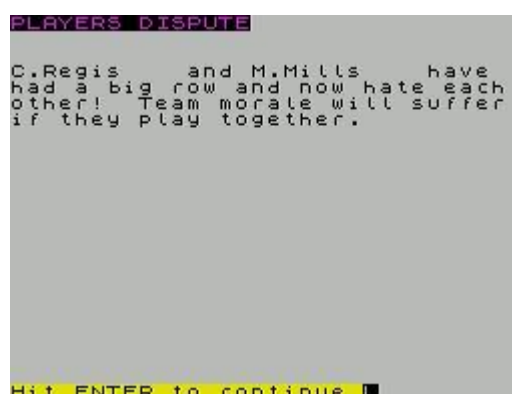 PLAYERS DISPUTE
C.Regis and M.Mills have
had a big row and now hate each
other! Team morale will suffer
if they play together.
Hit ENTER to continue L